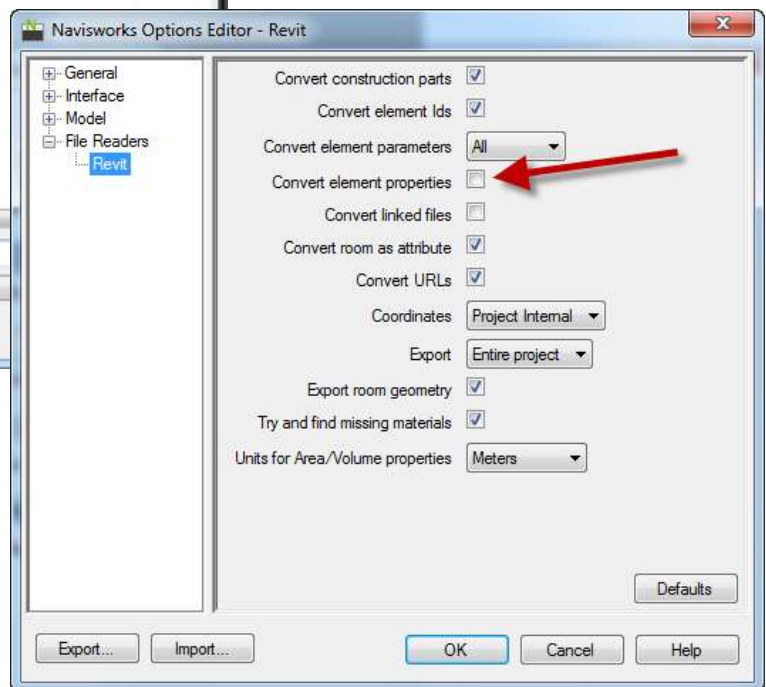 Navisworks Options Editor - Revit
General
Interface
Model
File Readers
Revit
Convert construction parts
Convert element Ids
Convert element parameters All
Convert element properties
Convert linked files
Convert room as attribute
Convert URLs
Coordinates Project Internal
Export Entire project
Export room geometry
Try and find missing materials
Units for Area/Volume properties Meters
Defaults
Export... Import... OK Cancel Help